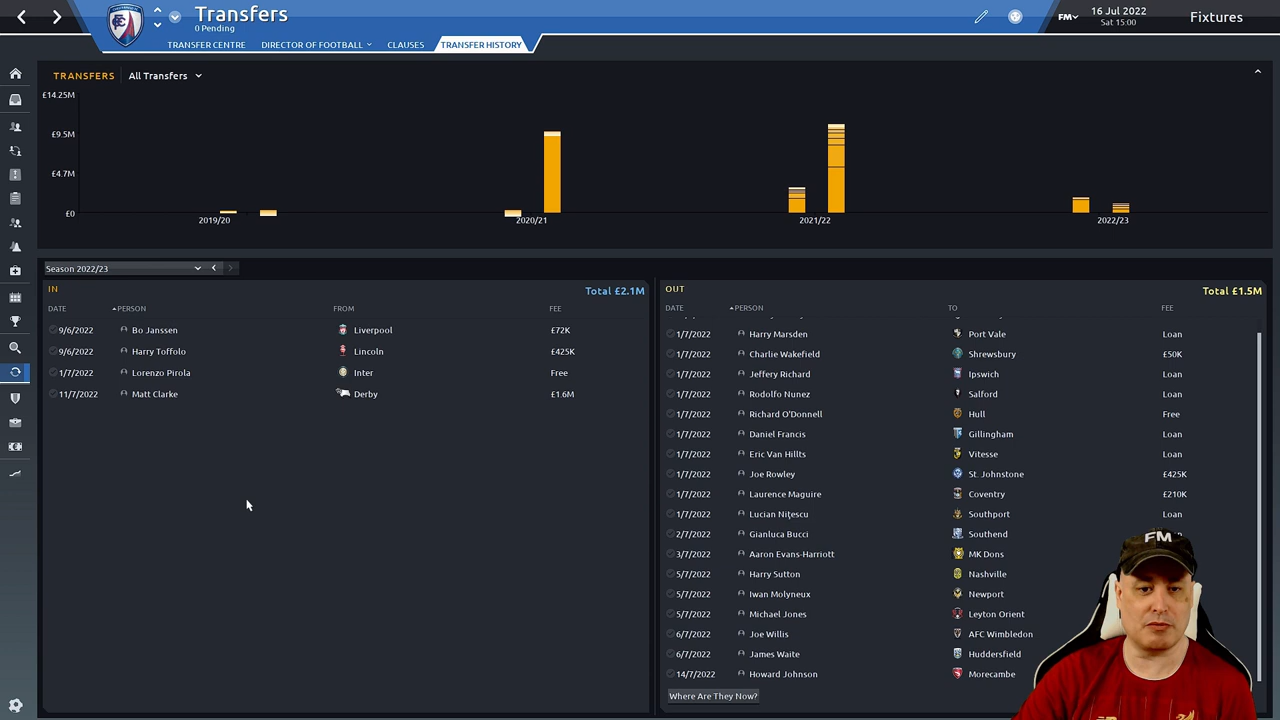 Transfers
0 Pending
FM
16 Jul 2022
Sat 15:00
Fixtures
TRANSFER CENTRE DIRECTOR OF FOOTBALL CLAUSES TRANSFER HISTORY
TRANSFERS All Transfers
£14.25M
£9.5M
£4.7M
£0
2019/20 2020/21 2021/22 2022/23
Season 2022/23
IN Total £2.1M
DATE PERSON FROM FEE
9/6/2022 Bo Janssen Liverpool £72K
9/6/2022 Harry Toffolo Lincoln £425K
1/7/2022 Lorenzo Pirola Inter Free
11/7/2022 Matt Clarke Derby £1.6M
OUT Total £1.5M
DATE PERSON TO FEE
1/7/2022 Harry Marsden Port Vale Loan
1/7/2022 Charlie Wakefield Shrewsbury £50K
1/7/2022 Jeffery Richard Ipswich Loan
1/7/2022 Rodolfo Nunez Salford Loan
1/7/2022 Richard O'Donnell Hull Free
1/7/2022 Daniel Francis Gillingham Loan
1/7/2022 Eric Van Hillts Vitesse Loan
1/7/2022 Joe Rowley St. Johnstone £425K
1/7/2022 Laurence Maguire Coventry £210K
1/7/2022 Lucian Nițescu Southport Loan
2/7/2022 Gianluca Bucci Southend
3/7/2022 Aaron Evans-Harriott MK Dons
5/7/2022 Harry Sutton Nashville
5/7/2022 Iwan Molyneux Newport
5/7/2022 Michael Jones Leyton Orient
6/7/2022 Joe Willis AFC Wimbledon
6/7/2022 James Waite Huddersfield
14/7/2022 Howard Johnson Morecambe
Where Are They Now?
FM